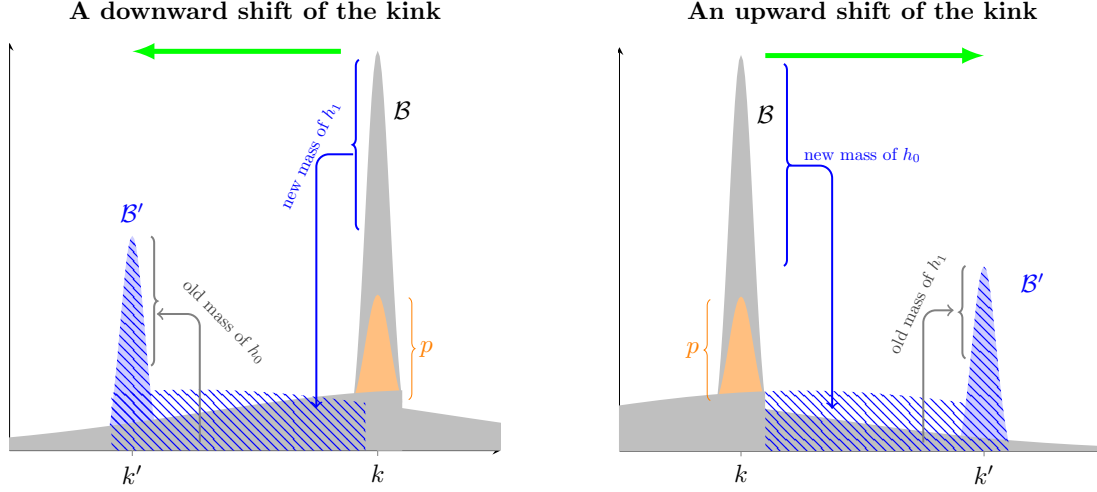 A downward shift of the kink
new mass of h₁
ℬ
ℬ′
old mass of h₀
p
k′
k
An upward shift of the kink
ℬ
new mass of h₀
old mass of h₁
ℬ′
p
k
k′